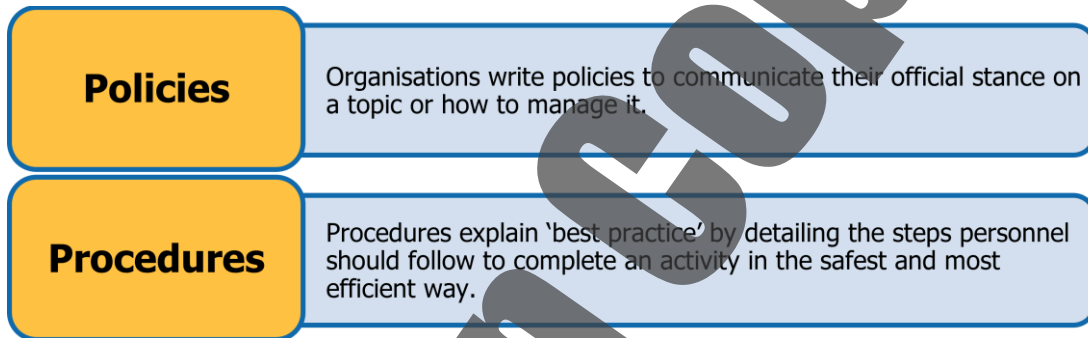 Policies
Organisations write policies to communicate their official stance on
a topic or how to manage it.
Procedures
Procedures explain ‘best practice’ by detailing the steps personnel
should follow to complete an activity in the safest and most
efficient way.